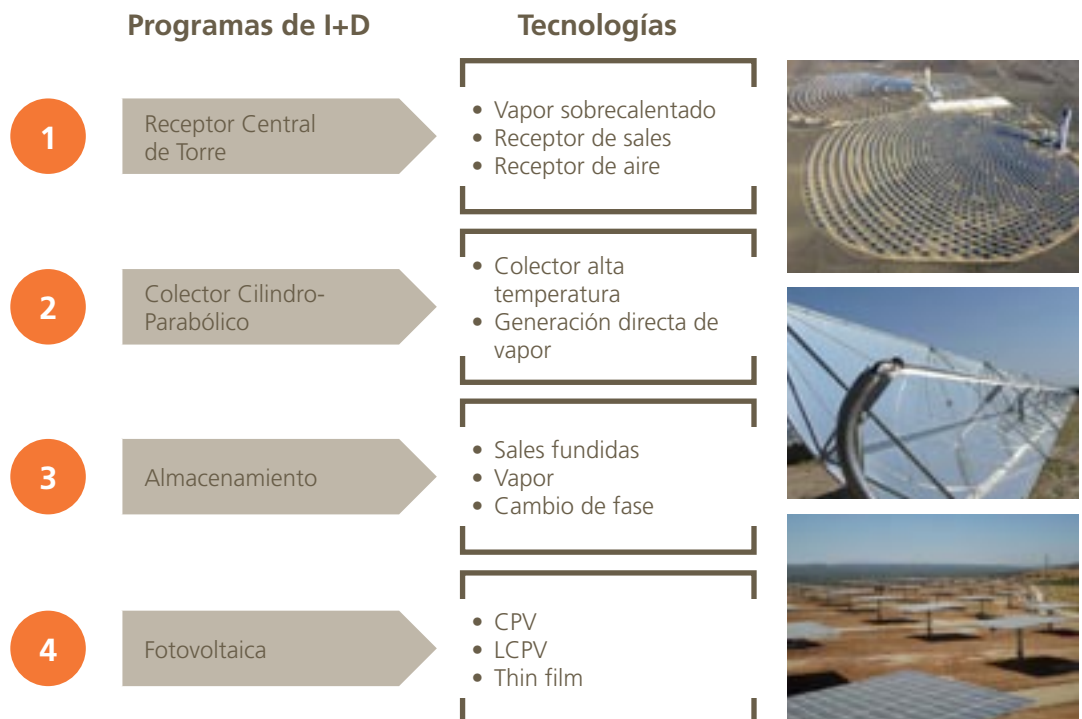 Programas de I+D
Tecnologías
1
Receptor Central
de Torre
• Vapor sobrecalentado
• Receptor de sales
• Receptor de aire
2
Colector Cilindro-
Parabólico
• Colector alta
temperatura
• Generación directa de
vapor
3
Almacenamiento
• Sales fundidas
• Vapor
• Cambio de fase
4
Fotovoltaica
• CPV
• LCPV
• Thin film